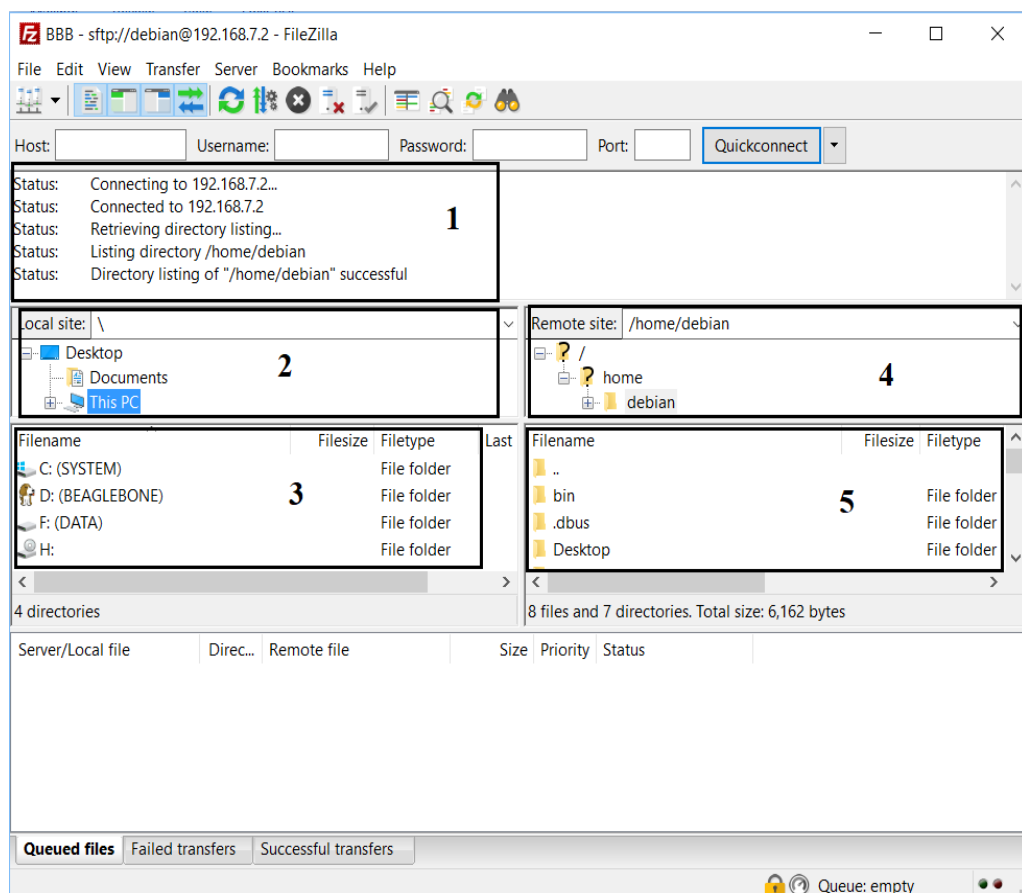 BBB - sftp://debian@192.168.7.2 - FileZilla
File Edit View Transfer Server Bookmarks Help
Host: Username: Password: Port: Quickconnect
Status: Connecting to 192.168.7.2...
Status: Connected to 192.168.7.2
Status: Retrieving directory listing...
Status: Listing directory /home/debian
Status: Directory listing of "/home/debian" successful
1
Local site: \
Desktop
Documents
This PC
2
Filename Filesize Filetype Last
C: (SYSTEM) File folder
D: (BEAGLEBONE) File folder
F: (DATA) File folder
H: File folder
3
4 directories
Remote site: /home/debian
/
home
debian
4
Filename Filesize Filetype
..
bin File folder
.dbus File folder
Desktop File folder
5
8 files and 7 directories. Total size: 6,162 bytes
Server/Local file Direc... Remote file Size Priority Status
Queued files Failed transfers Successful transfers
Queue: empty